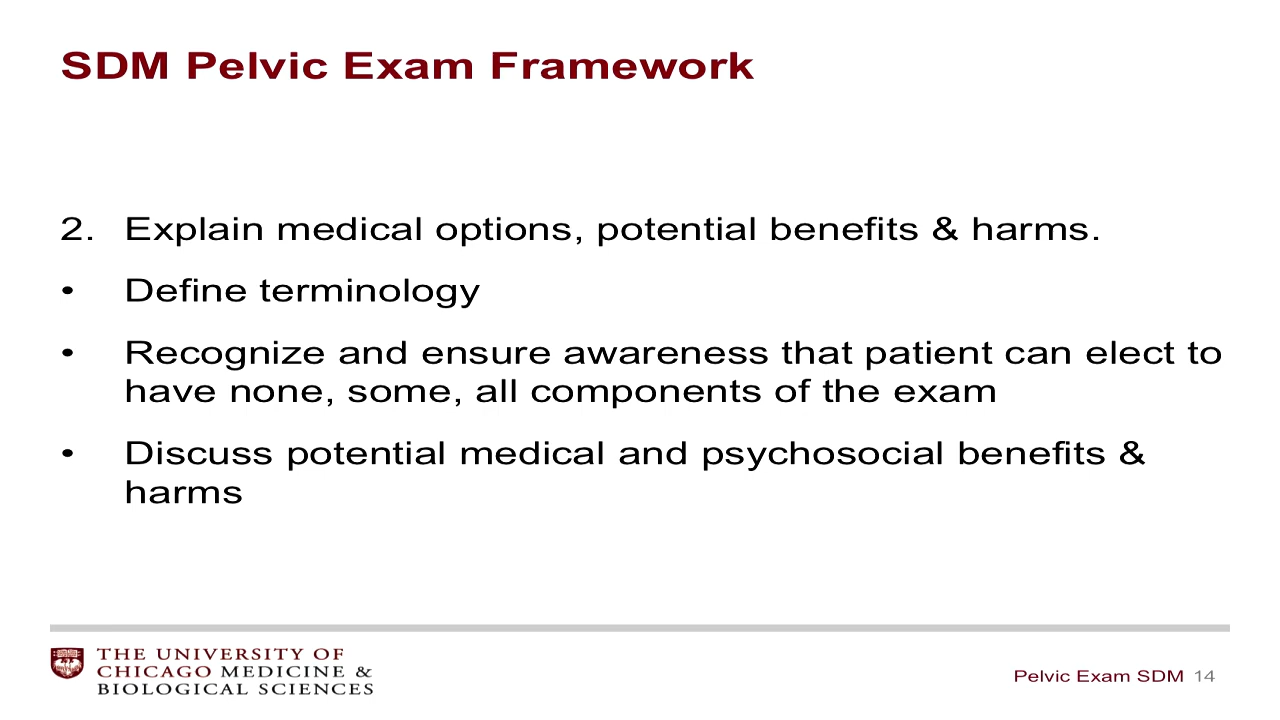 SDM Pelvic Exam Framework
2. Explain medical options, potential benefits & harms.
• Define terminology
• Recognize and ensure awareness that patient can elect to
have none, some, all components of the exam
• Discuss potential medical and psychosocial benefits &
harms
THE UNIVERSITY OF
CHICAGO MEDICINE &
BIOLOGICAL SCIENCES
Pelvic Exam SDM 14